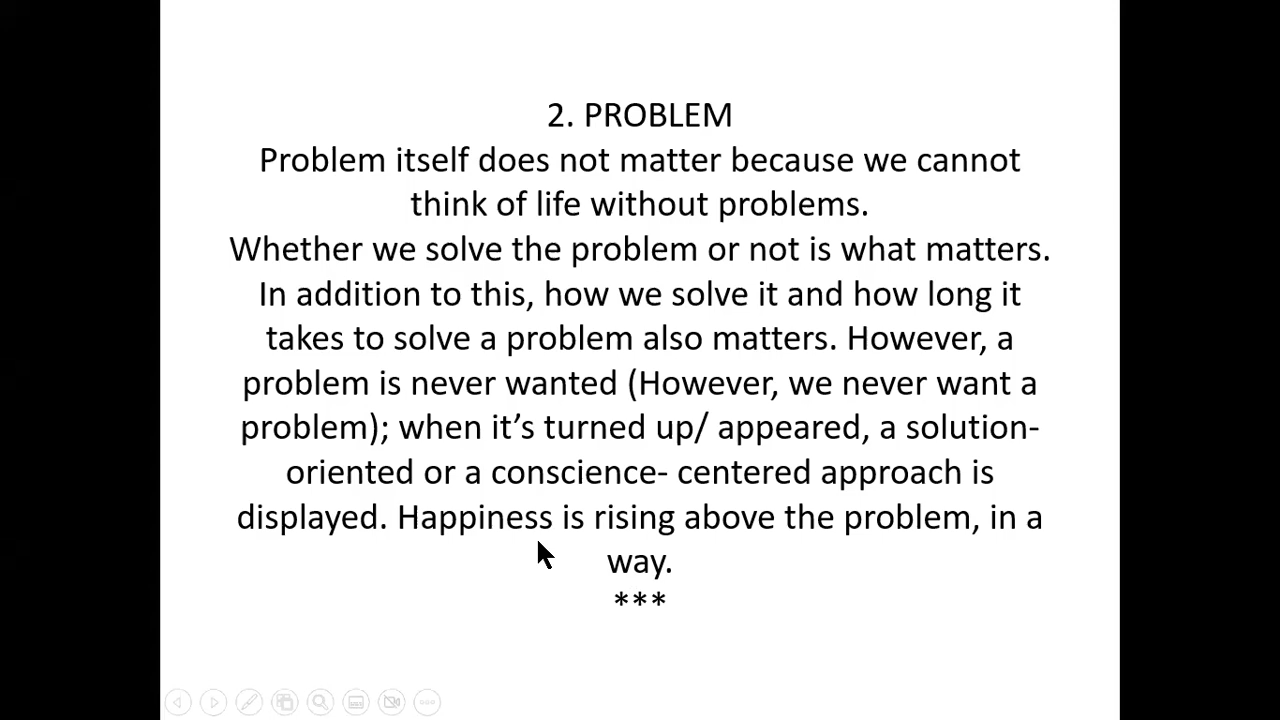 2. PROBLEM
Problem itself does not matter because we cannot
think of life without problems.
Whether we solve the problem or not is what matters.
In addition to this, how we solve it and how long it
takes to solve a problem also matters. However, a
problem is never wanted (However, we never want a
problem); when it’s turned up/ appeared, a solution-
oriented or a conscience- centered approach is
displayed. Happiness is rising above the problem, in a
way.
***